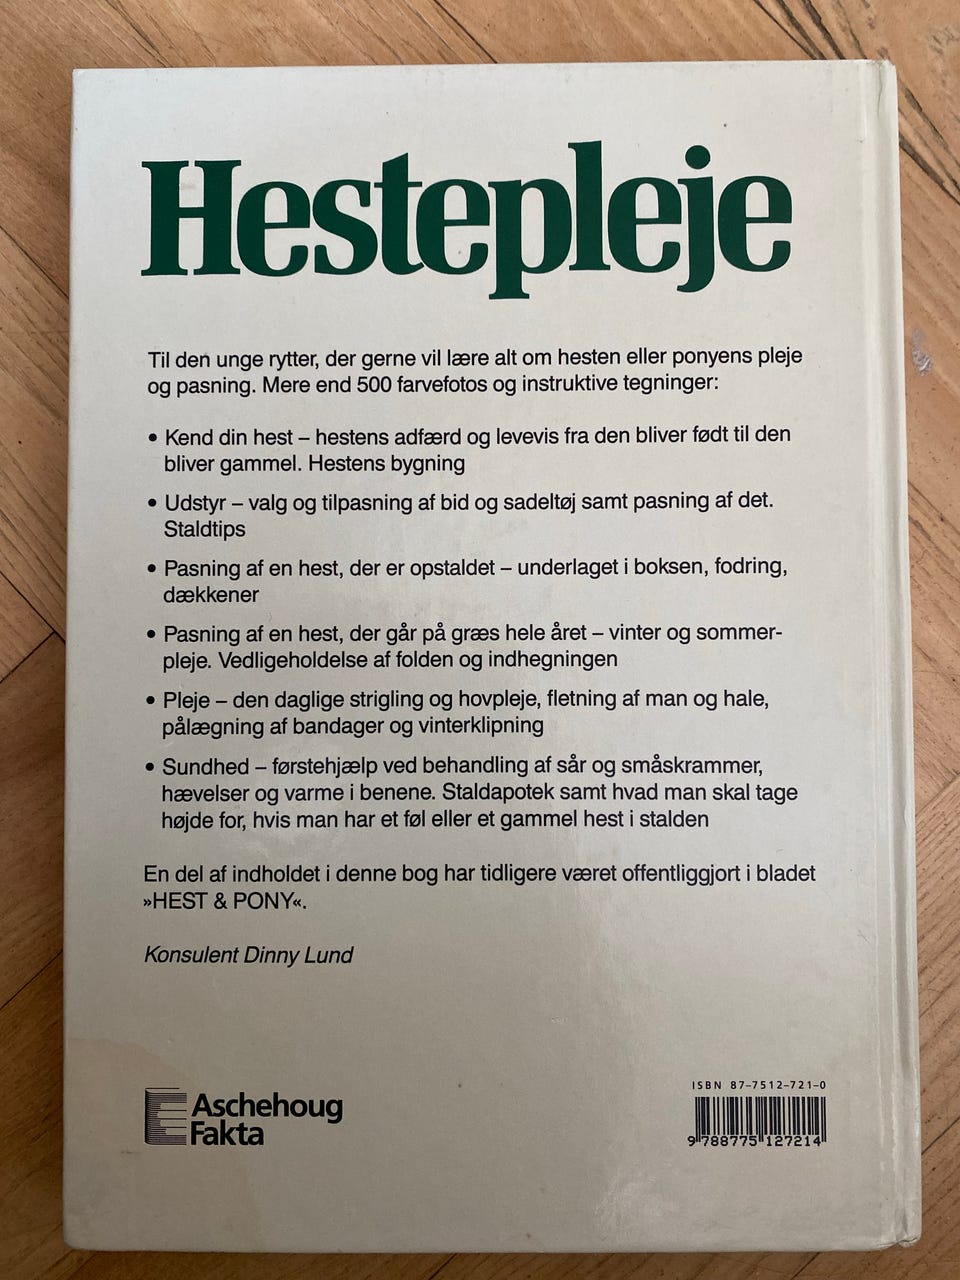 Hestepleje
Til den unge rytter, der gerne vil lære alt om hesten eller ponyens pleje
og pasning. Mere end 500 farvefotos og instruktive tegninger:
• Kend din hest – hestens adfærd og levevis fra den bliver født til den
bliver gammel. Hestens bygning
• Udstyr – valg og tilpasning af bid og sadeltøj samt pasning af det.
Staldtips
• Pasning af en hest, der er opstaldet – underlaget i boksen, fodring,
dækkener
• Pasning af en hest, der går på græs hele året – vinter og sommer-
pleje. Vedligeholdelse af folden og indhegningen
• Pleje – den daglige strigling og hovpleje, fletning af man og hale,
pålægning af bandager og vinterklipning
• Sundhed – førstehjælp ved behandling af sår og småskrammer,
hævelser og varme i benene. Staldapotek samt hvad man skal tage
højde for, hvis man har et føl eller et gammel hest i stalden
En del af indholdet i denne bog har tidligere været offentliggjort i bladet
»HEST & PONY«.
Konsulent Dinny Lund
Aschehoug
Fakta
ISBN 87-7512-721-0
9 788775 127214